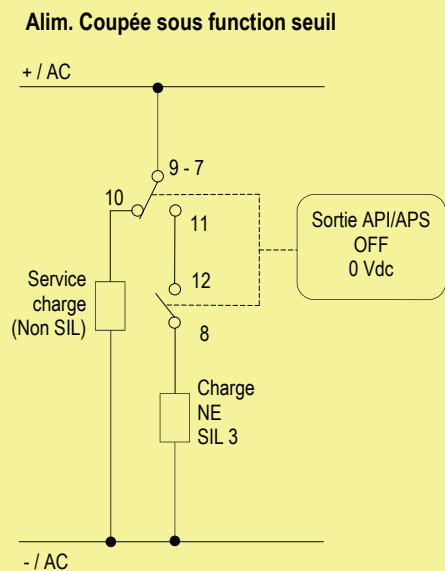 Alim. Coupée sous function seuil
+ / AC
9 - 7
10
11
Sortie API/APS
OFF
0 Vdc
Service
charge
(Non SIL)
12
8
Charge
NE
SIL 3
- / AC